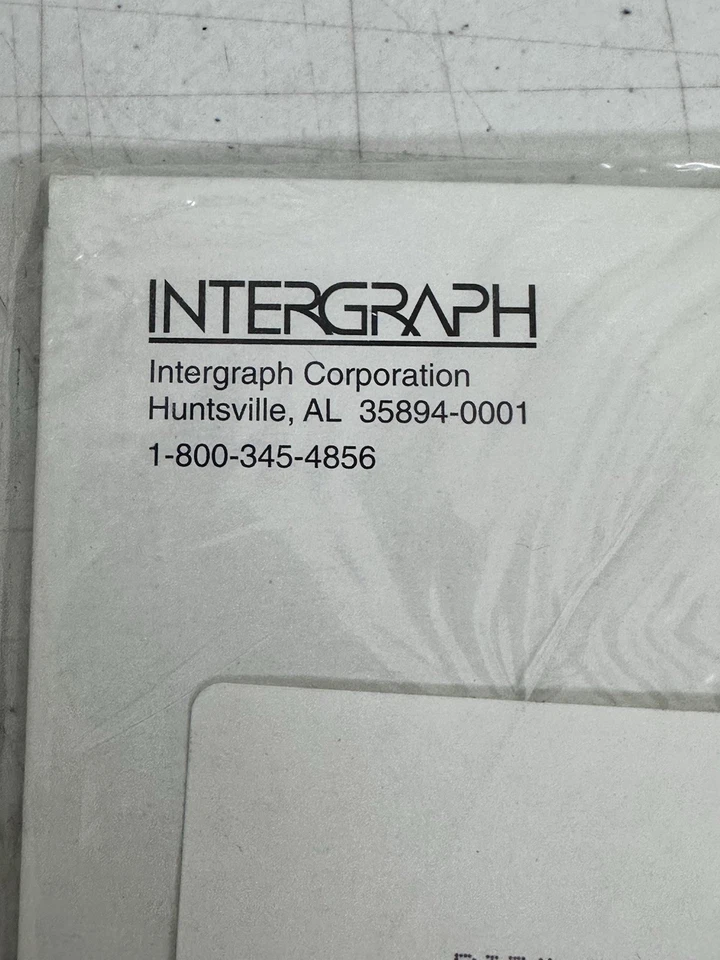 INTERGRAPH
Intergraph Corporation
Huntsville, AL 35894-0001
1-800-345-4856